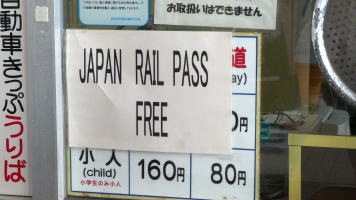 お取扱いはできません
自動車きっぷうりば
JAPAN RAIL PASS
FREE
道
ay)
0円
小人
(child)
小学生のみ小人
160円
80円